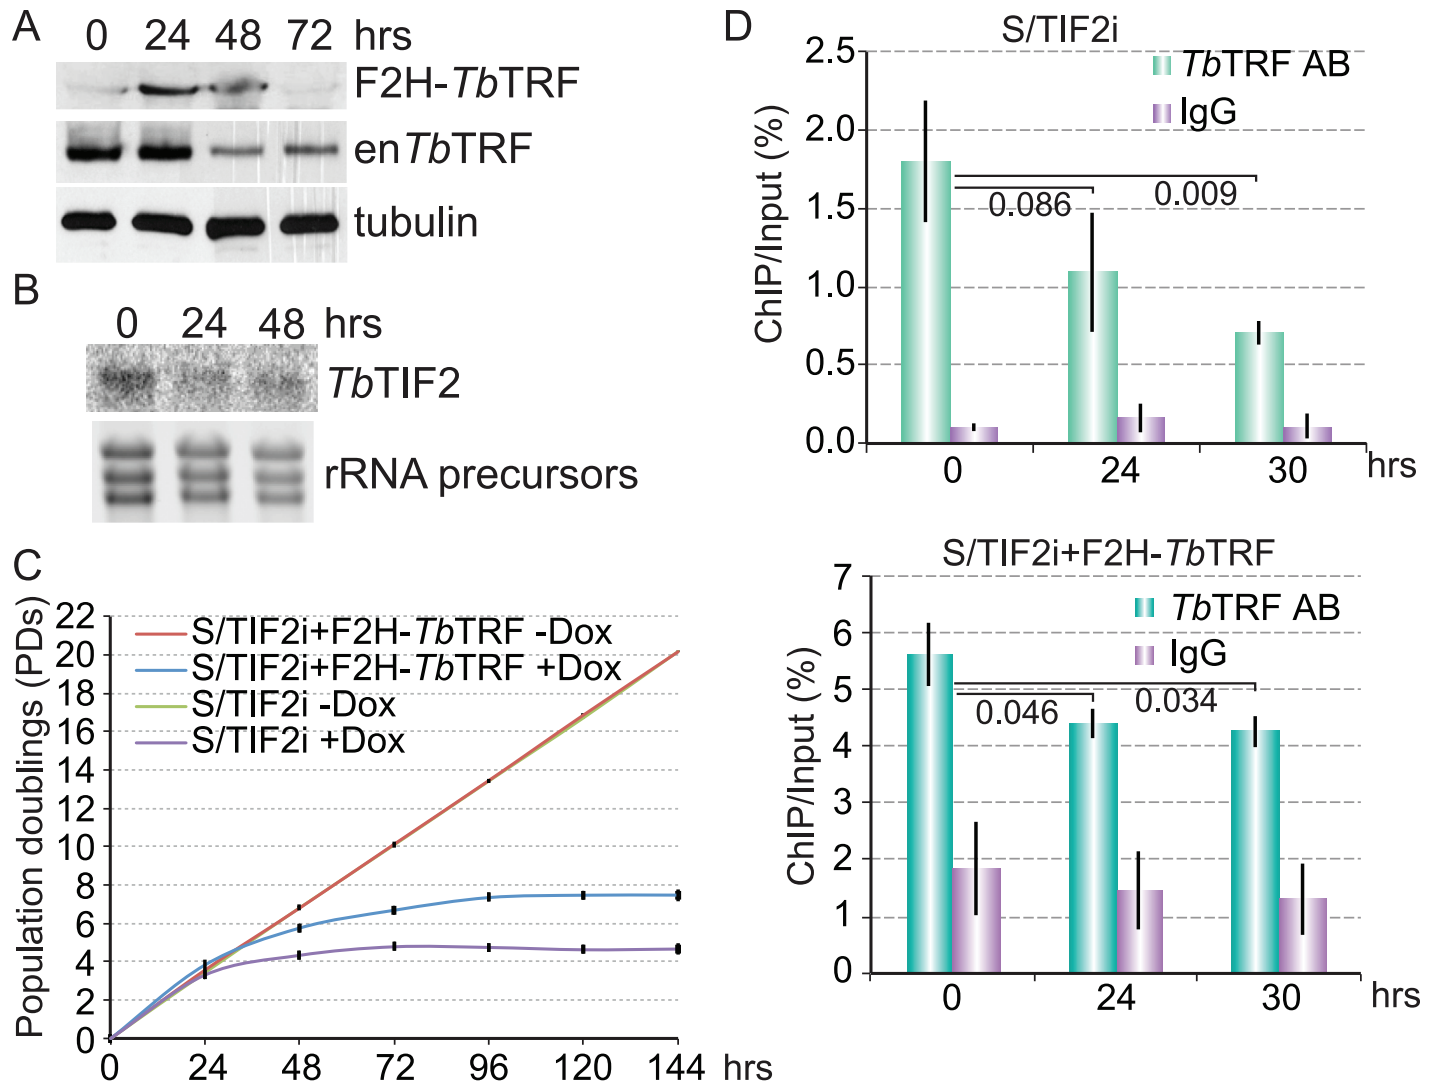 A
0 24 48 72 hrs
F2H-TbTRF
enTbTRF
tubulin
B
0 24 48 hrs
TbTIF2
rRNA precursors
C
Population doublings (PDs)
22
20
18
16
14
12
10
8
6
4
2
0
S/TIF2i+F2H-TbTRF -Dox
S/TIF2i+F2H-TbTRF +Dox
S/TIF2i -Dox
S/TIF2i +Dox
0 24 48 72 96 120 144 hrs
D
S/TIF2i
ChIP/Input (%)
2.5
2.0
1.5
1.0
0.5
0.0
TbTRF AB
IgG
0.086
0.009
0 24 30 hrs
S/TIF2i+F2H-TbTRF
ChIP/Input (%)
7
6
5
4
3
2
1
0
TbTRF AB
IgG
0.046
0.034
0 24 30 hrs